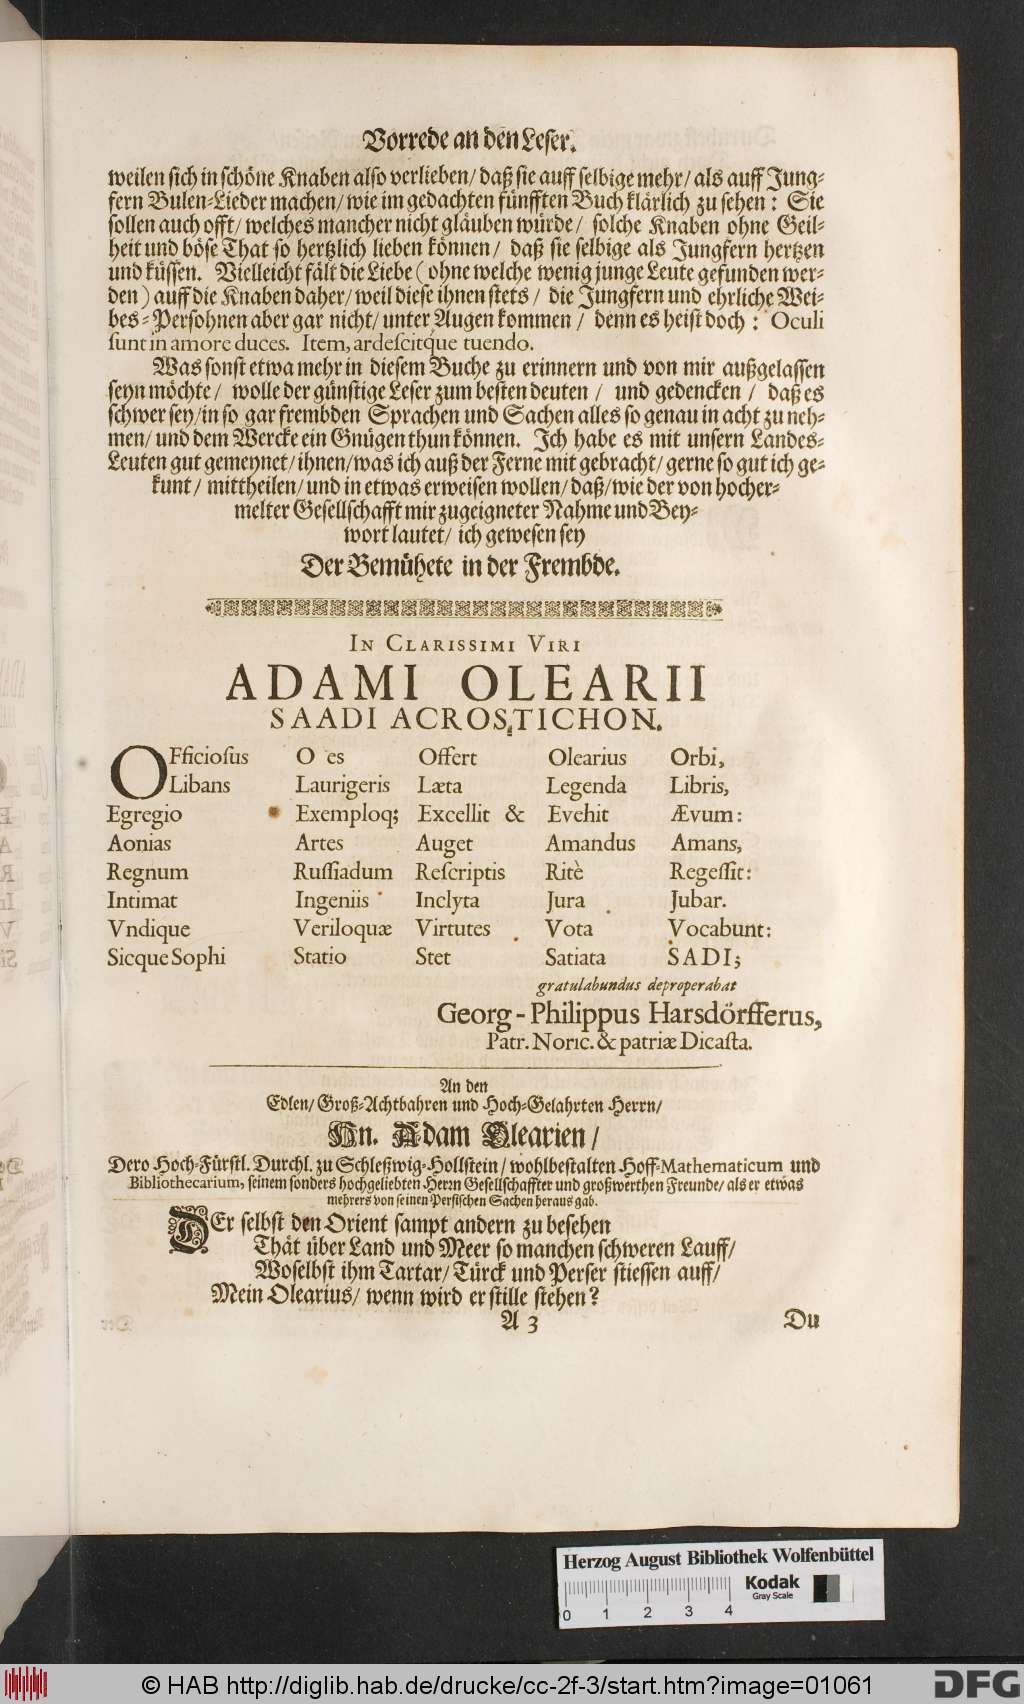 Vorrede an den Leser.
weilen sich in schöne Knaben also verlieben/ daß sie auff selbige mehr/ als auff Jung-
fern Bulen-Lieder machen/ wie im gedachten fünfften Buch klärlich zu sehen: Sie
sollen auch offt/ welches mancher nicht gläuben würde/ solche Knaben ohne Geil-
heit und böse That so hertzlich lieben können/ daß sie selbige als Jungfern hertzen
und küssen. Vielleicht fält die Liebe (ohne welche wenig junge Leute gefunden wer-
den) auff die Knaben daher/ weil diese ihnen stets/ die Jungfern und ehrliche Wei-
bes-Persohnen aber gar nicht/ unter Augen kommen/ denn es heist doch: Oculi
sunt in amore duces. Item, ardescitque tuendo.
Was sonst etwa mehr in diesem Buche zu erinnern und von mir außgelassen
seyn möchte/ wolle der günstige Leser zum besten deuten/ und gedencken/ daß es
schwer sey/ in so gar frembden Sprachen und Sachen alles so genau in acht zu neh-
men/ und dem Wercke ein Gnügen thun können. Ich habe es mit unsern Landes-
Leuten gut gemeynet/ ihnen/ was ich auß der Ferne mit gebracht/ gerne so gut ich ge-
kunt/ mittheilen/ und in etwas erweisen wollen/ daß/ wie der von hocher-
melter Gesellschafft mir zugeigneter Nahme und Bey-
wort lautet/ ich gewesen sey
Der Bemühete in der Frembde.
IN CLARISSIMI VIRI
ADAMI OLEARII
SAADI ACROSTICHON.
OFficiosus O es Offert Olearius Orbi,
Libans Laurigeris Læta Legenda Libris,
Egregio Exemploq; Excellit & Evehit Ævum:
Aonias Artes Auget Amandus Amans,
Regnum Russiadum Rescriptis Ritè Regessit:
Intimat Ingeniis Inclyta Jura Jubar.
Vndique Veriloquæ Virtutes Vota Vocabunt:
Sicque Sophi Statio Stet Satiata SADI;
gratulabundus deproperabat
Georg-Philippus Harsdörfferus,
Patr. Noric. & patriæ Dicasta.
An den
Edlen/ Groß-Achtbahren und Hoch-Gelahrten Herrn/
Hn. Adam Olearien/
Dero Hoch-Fürstl. Durchl. zu Schleßwig-Hollstein/ wohlbestalten Hoff-Mathematicum und
Bibliothecarium, seinem sonders hochgeliebten Herrn Gesellschaffter und großwerthen Freunde/ als er etwas
mehrers von seinen Persischen Sachen heraus gab.
DEr selbst den Orient sampt andern zu besehen
Thät über Land und Meer so manchen schweren Lauff/
Woselbst ihm Tartar/ Türck und Perser stiessen auff/
Mein Olearius/ wenn wird er stille stehen?
A 3 Du
Herzog August Bibliothek Wolfenbüttel
Kodak
Gray Scale
0 1 2 3 4
© HAB http://diglib.hab.de/drucke/cc-2f-3/start.htm?image=01061
DFG